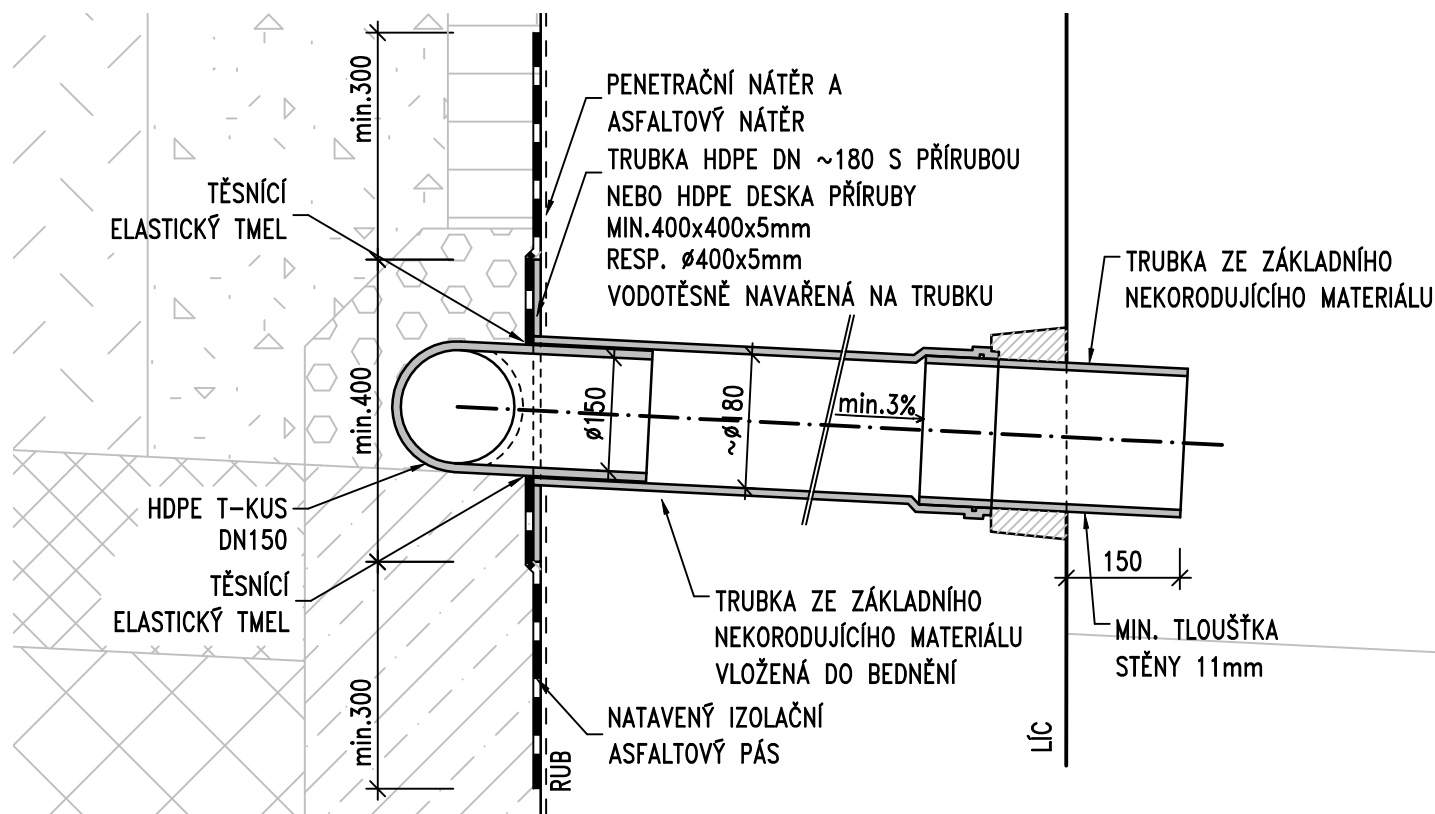 min.300
PENETRAČNÍ NÁTĚR A
ASFALTOVÝ NÁTĚR
TRUBKA HDPE DN ~180 S PŘÍRUBOU
NEBO HDPE DESKA PŘÍRUBY
MIN.400x400x5mm
RESP. ø400x5mm
VODOTĚSNĚ NAVAŘENÁ NA TRUBKU
TĚSNÍCÍ
ELASTICKÝ TMEL
TRUBKA ZE ZÁKLADNÍHO
NEKORODUJÍCÍHO MATERIÁLU
min.400
ø150
~ø180
min.3%
HDPE T-KUS
DN150
TĚSNÍCÍ
ELASTICKÝ TMEL
150
TRUBKA ZE ZÁKLADNÍHO
NEKORODUJÍCÍHO MATERIÁLU
VLOŽENÁ DO BEDNĚNÍ
MIN. TLOUŠŤKA
STĚNY 11mm
min.300
NATAVENÝ IZOLAČNÍ
ASFALTOVÝ PÁS
RUB
LÍC